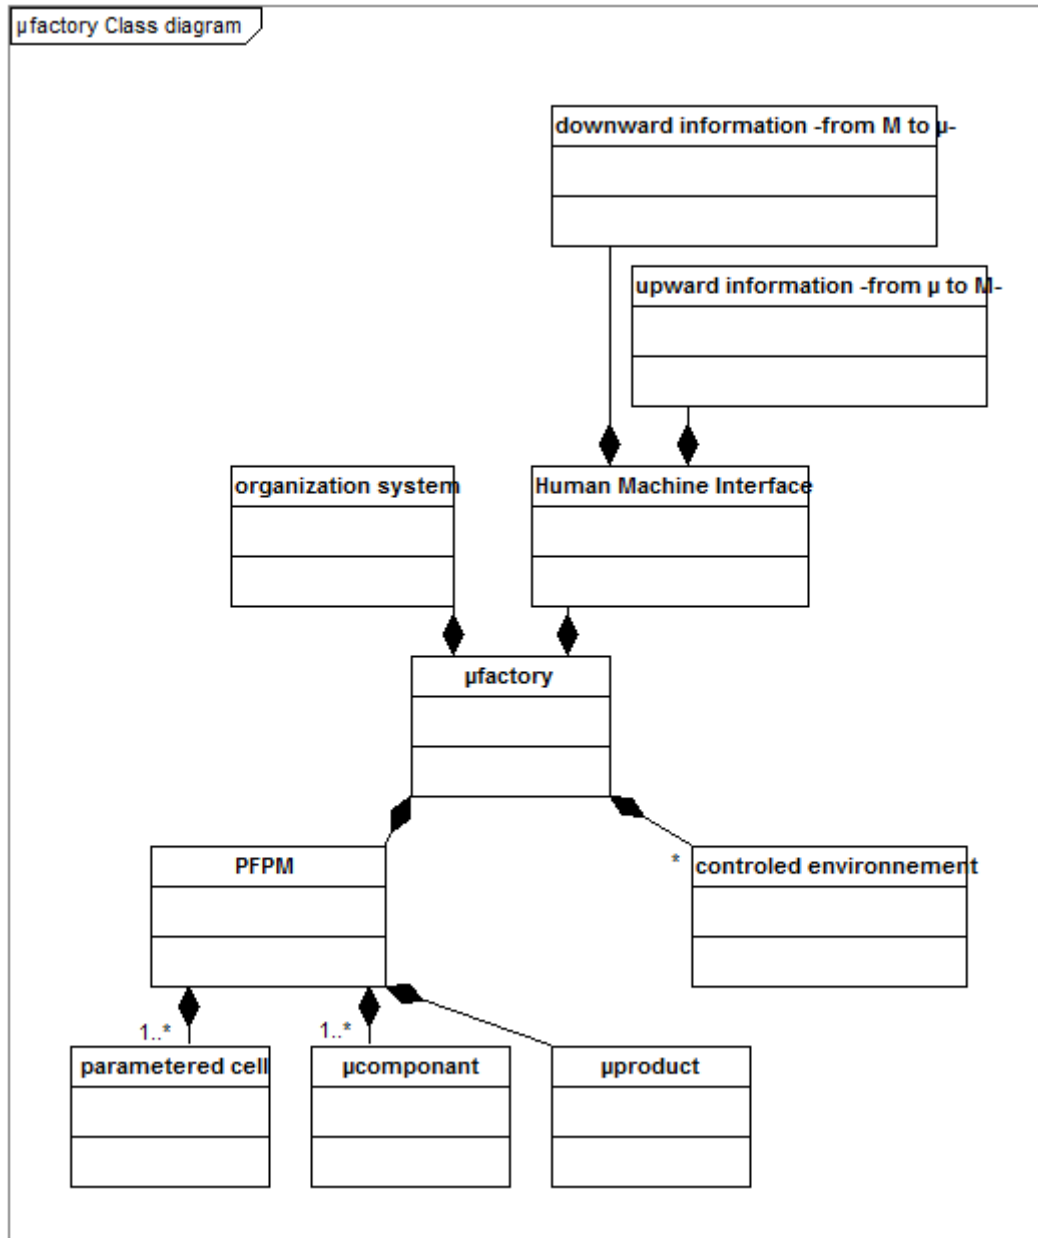 µfactory Class diagram
downward information -from M to µ-
upward information -from µ to M-
organization system
Human Machine Interface
µfactory
PFPM
* controled environnement
1..*
1..*
parametered cell
µcomponant
µproduct